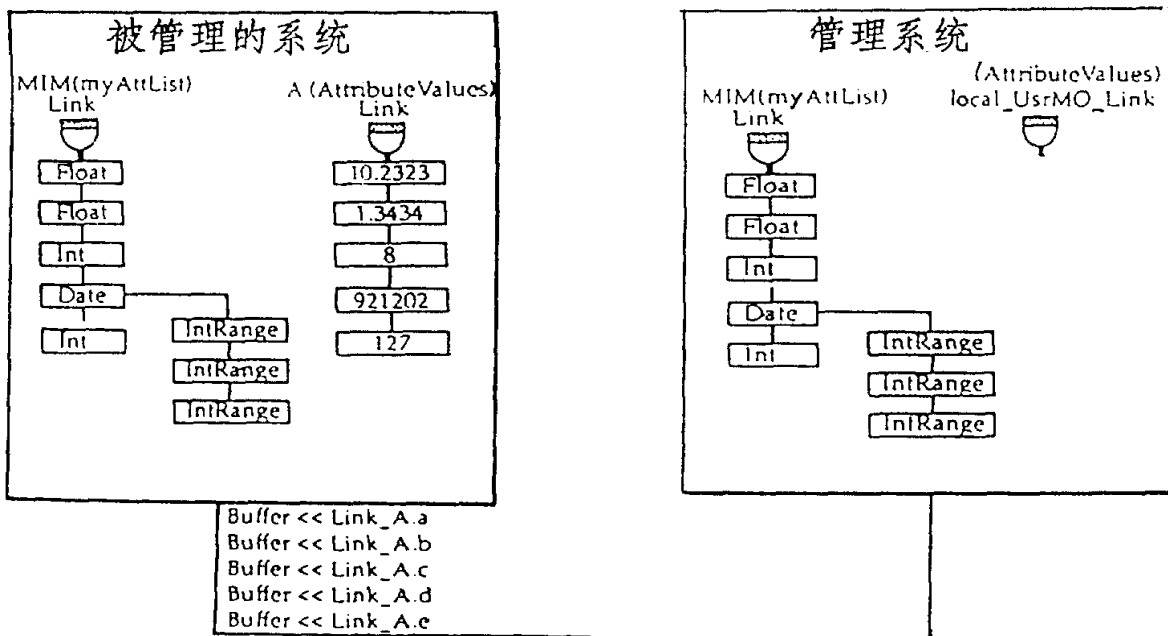 被管理的系统
MIM(myAttList)
Link
Float
Float
Int
Date
Int
IntRange
IntRange
IntRange
A (AttributeValues)
Link
10.2323
1.3434
8
921202
127
Buffer << Link_A.a
Buffer << Link_A.b
Buffer << Link_A.c
Buffer << Link_A.d
Buffer << Link_A.e
管理系统
MIM(myAttList)
Link
Float
Float
Int
Date
Int
IntRange
IntRange
IntRange
(AttributeValues)
local_UsrMO_Link